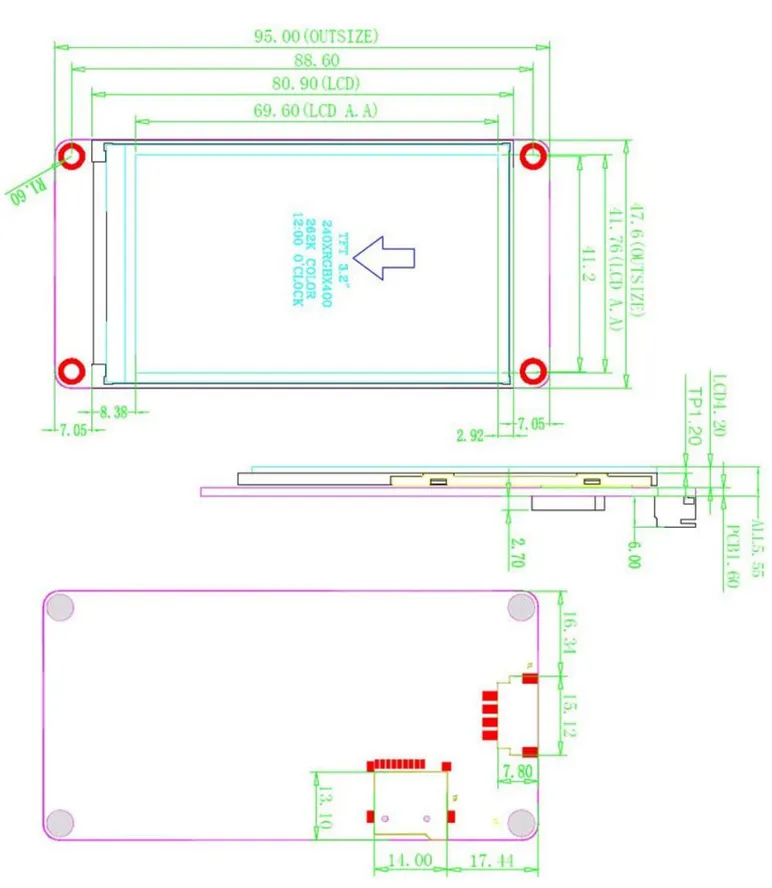 95.00(OUTSIZE)
88.60
80.90(LCD)
69.60(LCD A.A)
R1.60
TFT 3.2"
240XRGBX400
262K COLOR
12:00 O'CLOCK
41.2
41.76(LCD A.A)
47.6(OUTSIZE)
8.38
7.05
2.92
7.05
TP1.20
LCD4.20
2.70
6.00
PCB1.60
ALL5.55
16.34
15.12
7.80
13.10
14.00
17.44